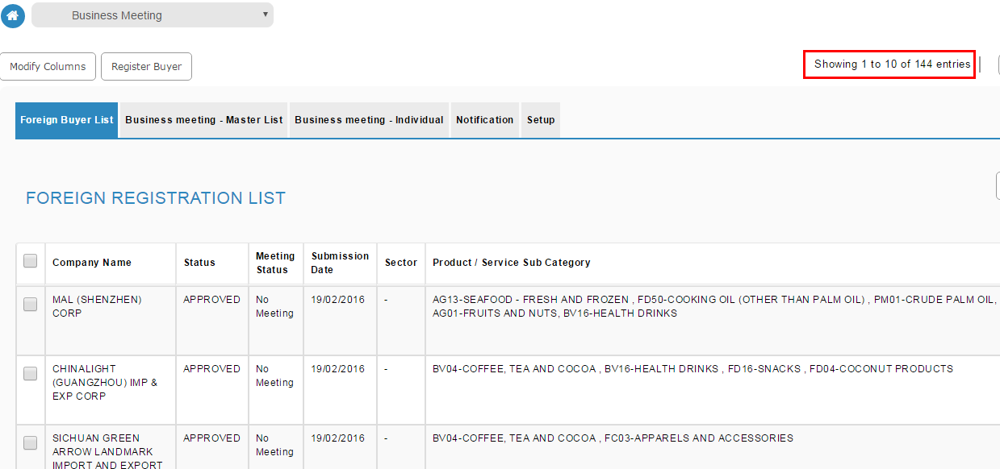 Business Meeting
Modify Columns
Register Buyer
Showing 1 to 10 of 144 entries
Foreign Buyer List
Business meeting - Master List
Business meeting - Individual
Notification
Setup
FOREIGN REGISTRATION LIST
Company Name
Status
Meeting
Status
Submission
Date
Sector
Product / Service Sub Category
MAL (SHENZHEN)
CORP
APPROVED
No
Meeting
19/02/2016
-
AG13-SEAFOOD - FRESH AND FROZEN , FD50-COOKING OIL (OTHER THAN PALM OIL) , PM01-CRUDE PALM OIL,
AG01-FRUITS AND NUTS, BV16-HEALTH DRINKS
CHINALIGHT
(GUANGZHOU) IMP &
EXP CORP
APPROVED
No
Meeting
19/02/2016
-
BV04-COFFEE, TEA AND COCOA , BV16-HEALTH DRINKS , FD16-SNACKS , FD04-COCONUT PRODUCTS
SICHUAN GREEN
ARROW LANDMARK
IMPORT AND EXPORT
APPROVED
No
Meeting
19/02/2016
-
BV04-COFFEE, TEA AND COCOA , FC03-APPARELS AND ACCESSORIES